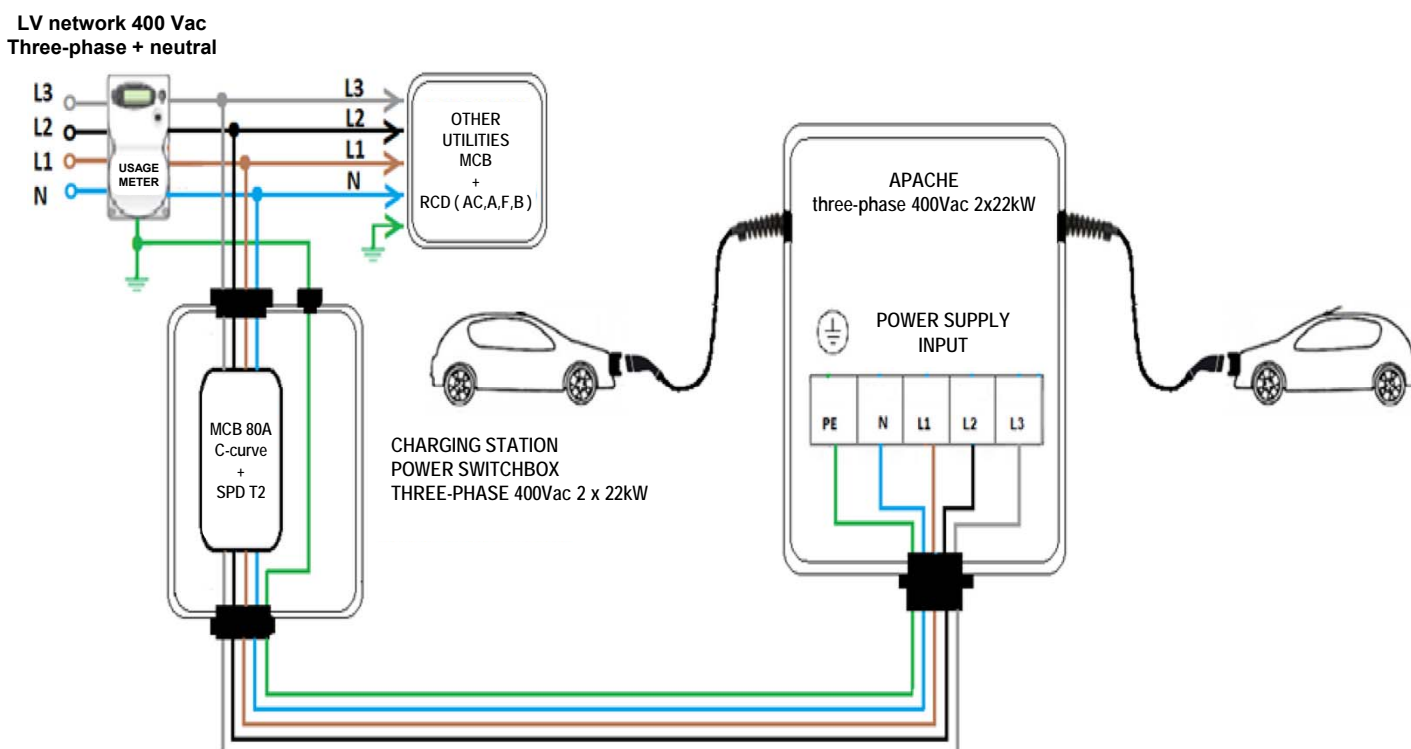 LV network 400 Vac
Three-phase + neutral
L3
L2
L1
N
USAGE
METER
L3
L2
L1
N
OTHER
UTILITIES
MCB
+
RCD ( AC,A,F,B )
APACHE
three-phase 400Vac 2x22kW
POWER SUPPLY
INPUT
PE N L1 L2 L3
MCB 80A
C-curve
+
SPD T2
CHARGING STATION
POWER SWITCHBOX
THREE-PHASE 400Vac 2 x 22kW